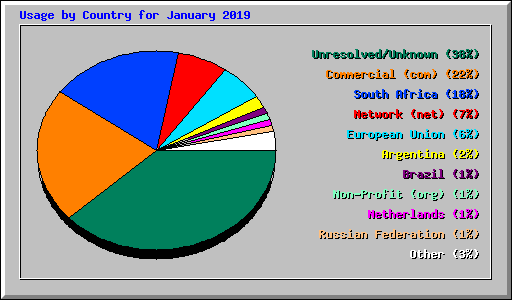 Usage by Country for January 2019
Unresolved/Unknown (38%)
Commercial (com) (22%)
South Africa (18%)
Network (net) (7%)
European Union (6%)
Argentina (2%)
Brazil (1%)
Non-Profit (org) (1%)
Netherlands (1%)
Russian Federation (1%)
Other (3%)